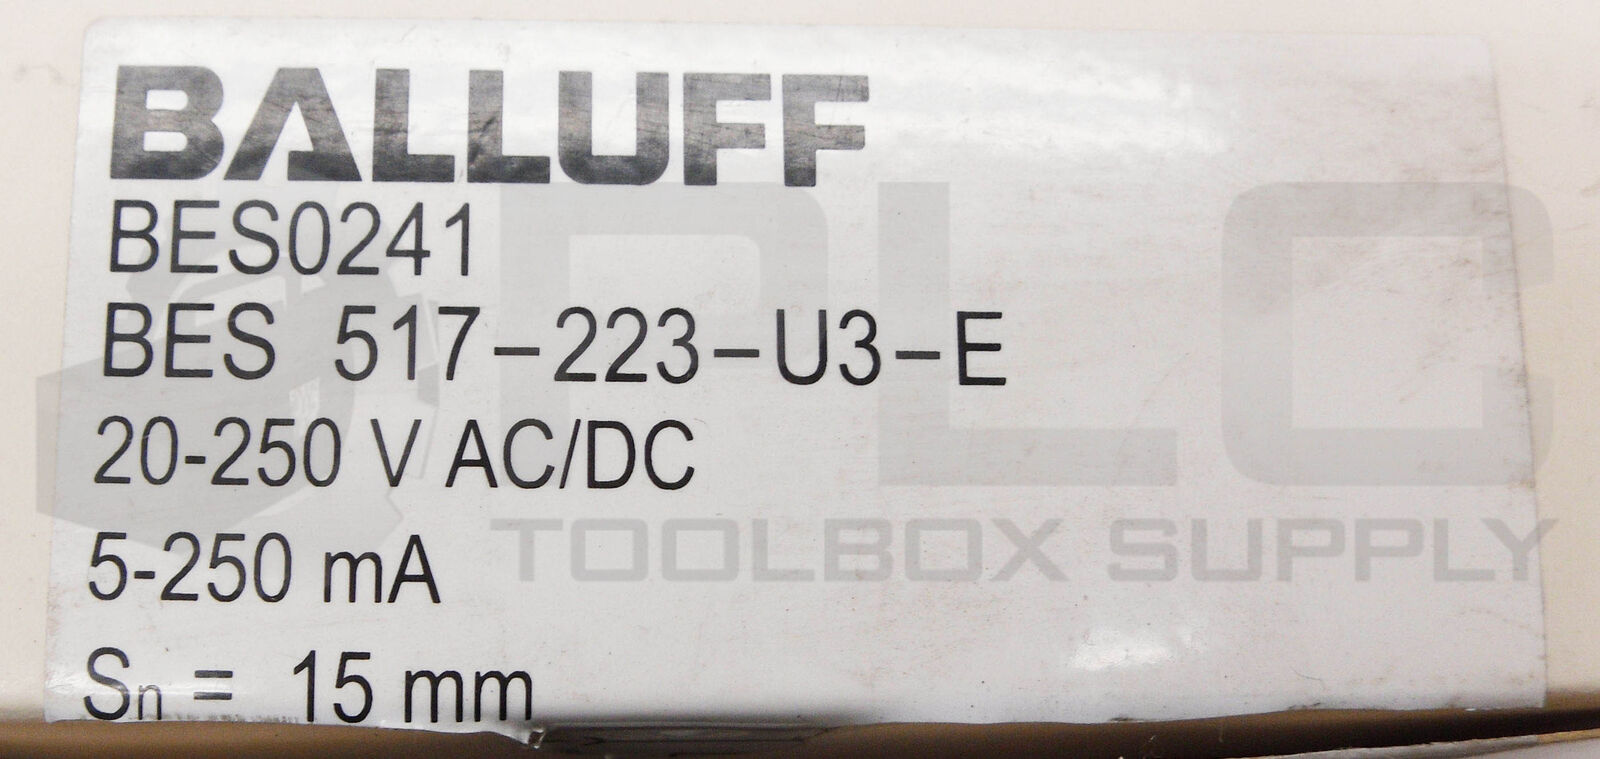 BALLUFF
BES0241
BES 517-223-U3-E
20-250 V AC/DC
5-250 mA
Sn = 15 mm
PLC
TOOLBOX SUPPLY